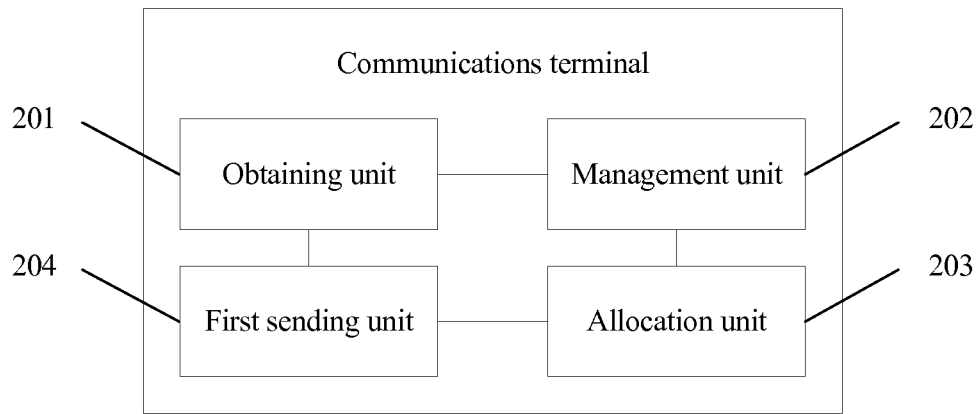 Communications terminal
201
Obtaining unit
Management unit
202
204
First sending unit
Allocation unit
203